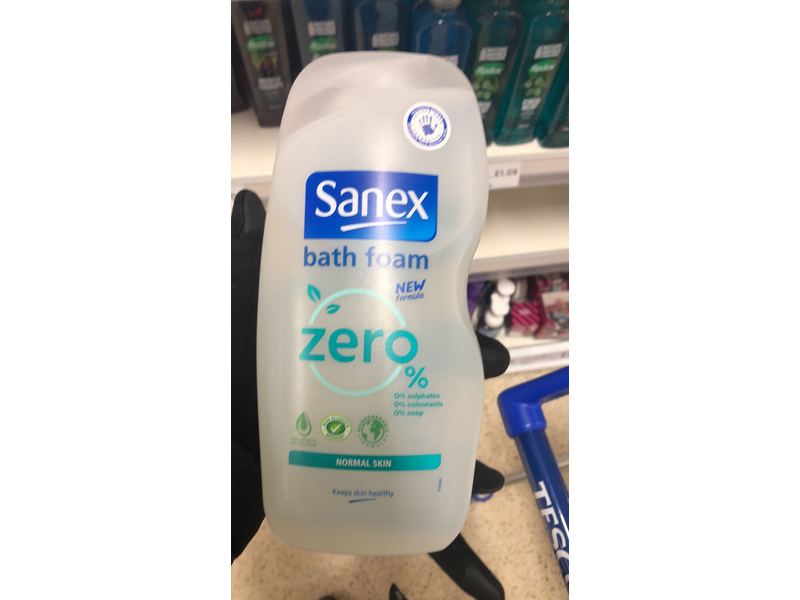 Sanex
bath foam
NEW
formula
zero
%
0% sulphates
0% colourants
0% soap
NORMAL SKIN
Keeps skin healthy
£1.09
TESCO